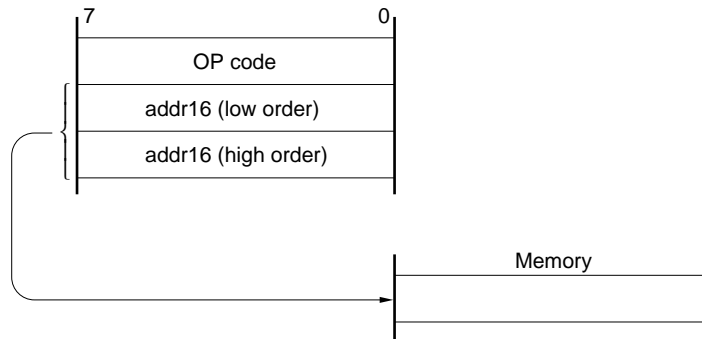 7 0
OP code
addr16 (low order)
addr16 (high order)
Memory